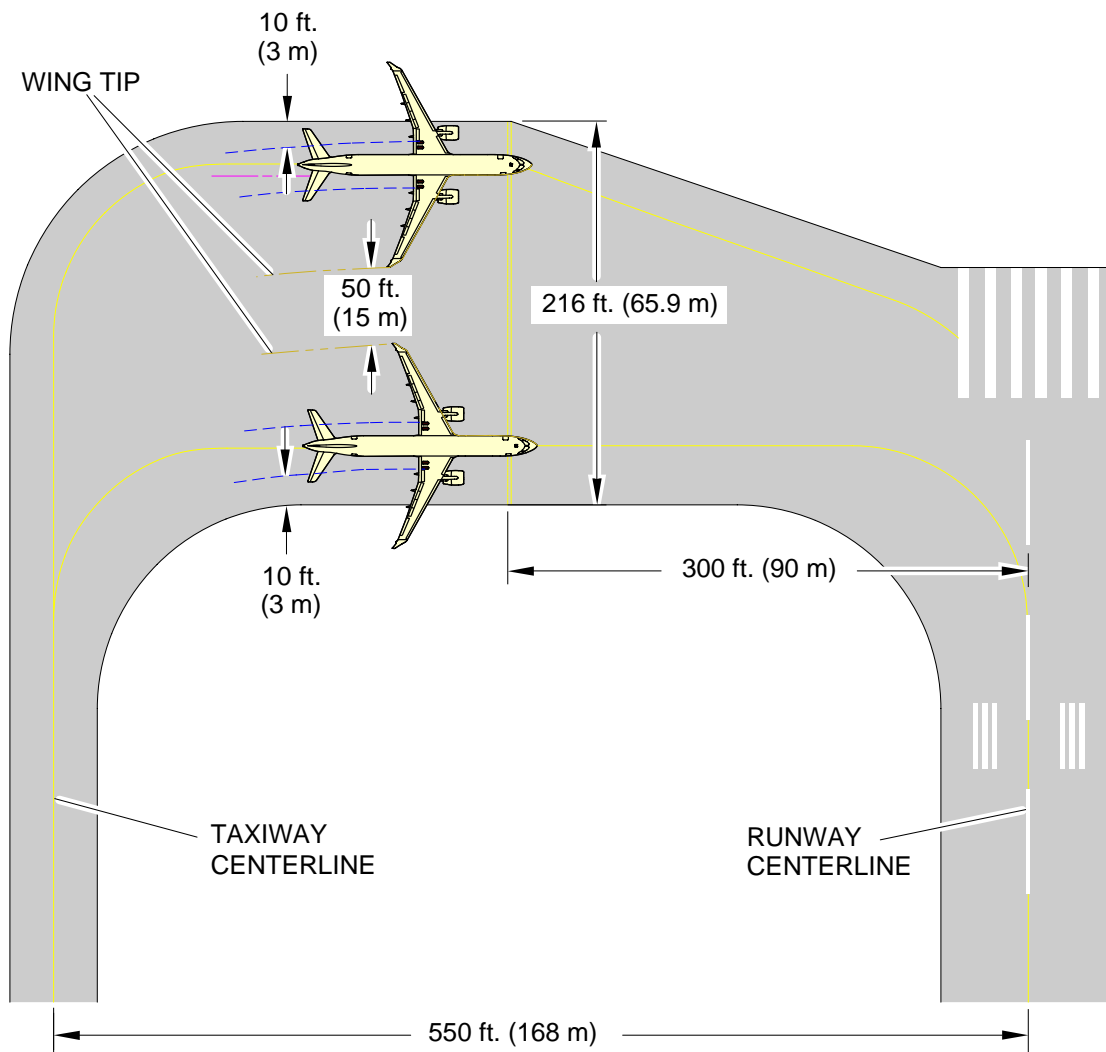 10 ft.
(3 m)
WING TIP
50 ft.
(15 m)
216 ft. (65.9 m)
10 ft.
(3 m)
300 ft. (90 m)
TAXIWAY
CENTERLINE
RUNWAY
CENTERLINE
550 ft. (168 m)